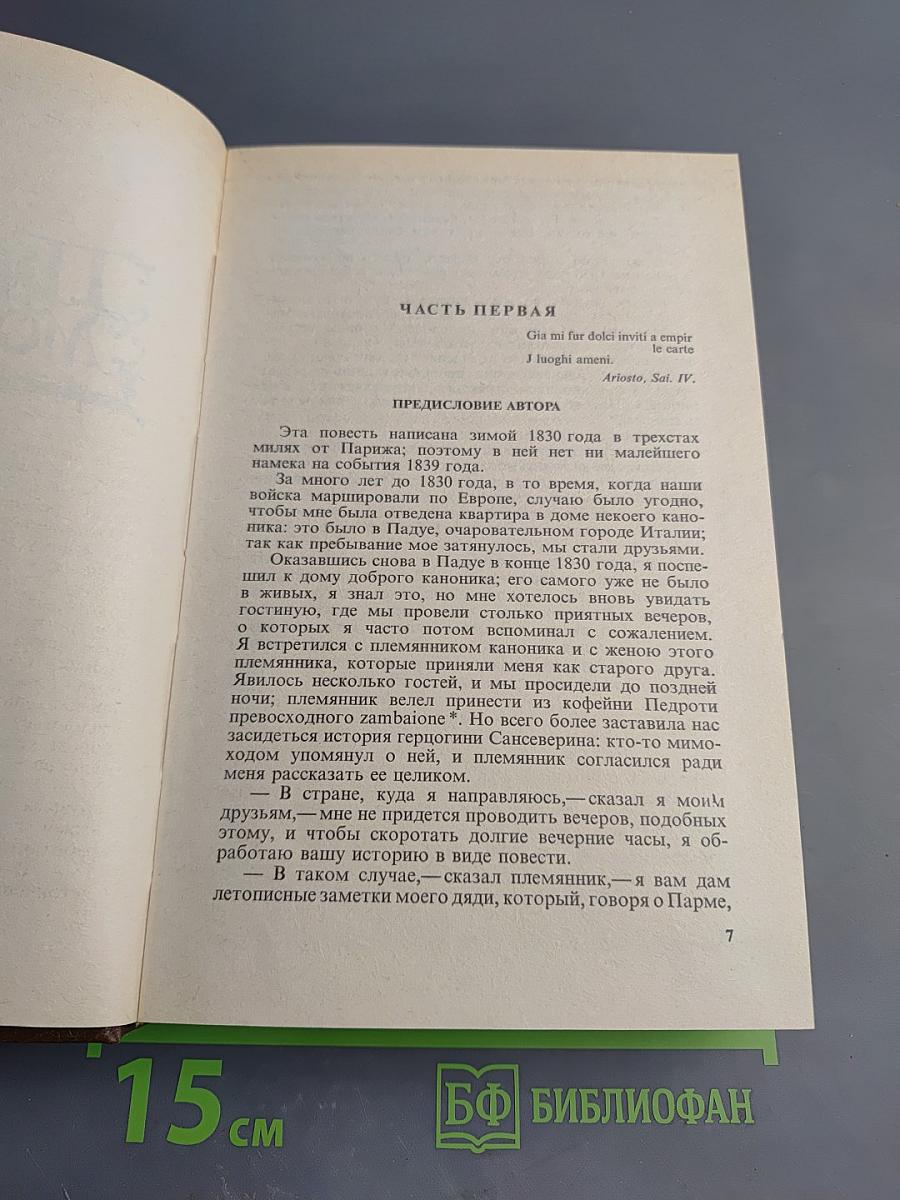 ЧАСТЬ ПЕРВАЯ
Gia mi fur dolci inviti a empir
le carte
J luoghi ameni.
Ariosto, Sai. IV.
ПРЕДИСЛОВИЕ АВТОРА
Эта повесть написана зимой 1830 года в трехстах
милях от Парижа; поэтому в ней нет ни малейшего
намека на события 1839 года.
За много лет до 1830 года, в то время, когда наши
войска маршировали по Европе, случаю было угодно,
чтобы мне была отведена квартира в доме некоего кано-
ника: это было в Падуе, очаровательном городе Италии;
так как пребывание мое затянулось, мы стали друзьями.
Оказавшись снова в Падуе в конце 1830 года, я поспе-
шил к дому доброго каноника; его самого уже не было
в живых, я знал это, но мне хотелось вновь увидать
гостиную, где мы провели столько приятных вечеров,
о которых я часто потом вспоминал с сожалением.
Я встретился с племянником каноника и с женою этого
племянника, которые приняли меня как старого друга.
Явилось несколько гостей, и мы просидели до поздней
ночи; племянник велел принести из кофейни Педроти
превосходного zambaione*. Но всего более заставила нас
засидеться история герцогини Сансеверина: кто-то мимо-
ходом упомянул о ней, и племянник согласился ради
меня рассказать ее целиком.
— В стране, куда я направляюсь,— сказал я моим
друзьям,— мне не придется проводить вечеров, подобных
этому, и чтобы скоротать долгие вечерние часы, я об-
работаю вашу историю в виде повести.
— В таком случае,— сказал племянник,— я вам дам
летописные заметки моего дяди, который, говоря о Парме,
7
15 см
БФ БИБЛИОФАН